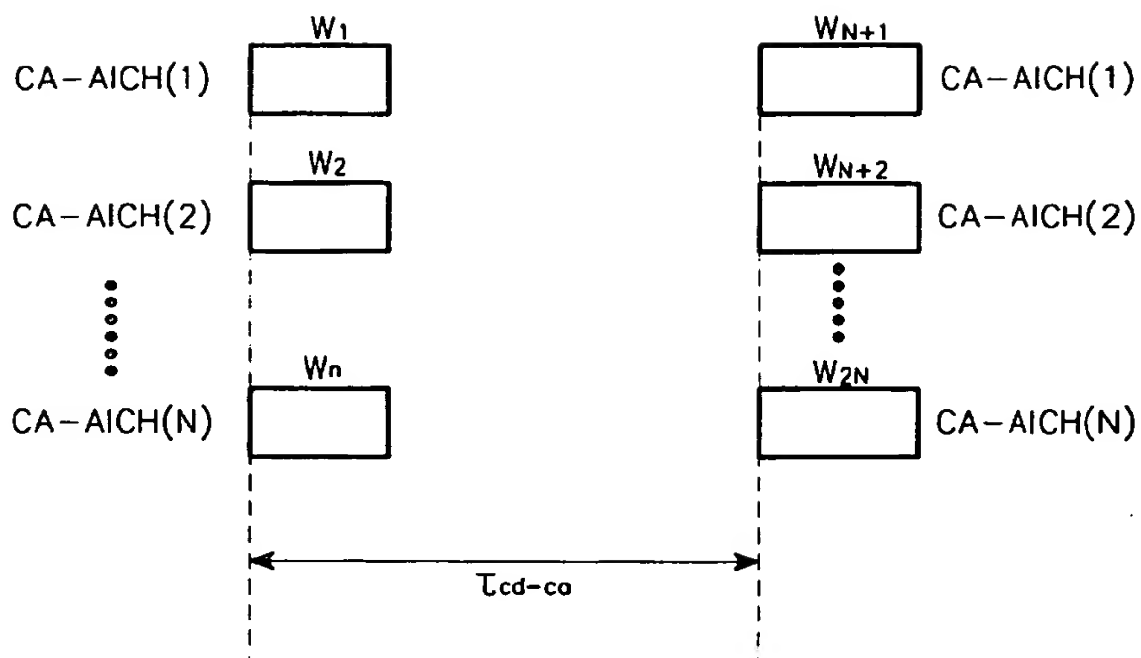 W1 WN+1
CA-AICH(1) CA-AICH(1)
W2 WN+2
CA-AICH(2) CA-AICH(2)
Wn W2N
CA-AICH(N) CA-AICH(N)
τcd-ca